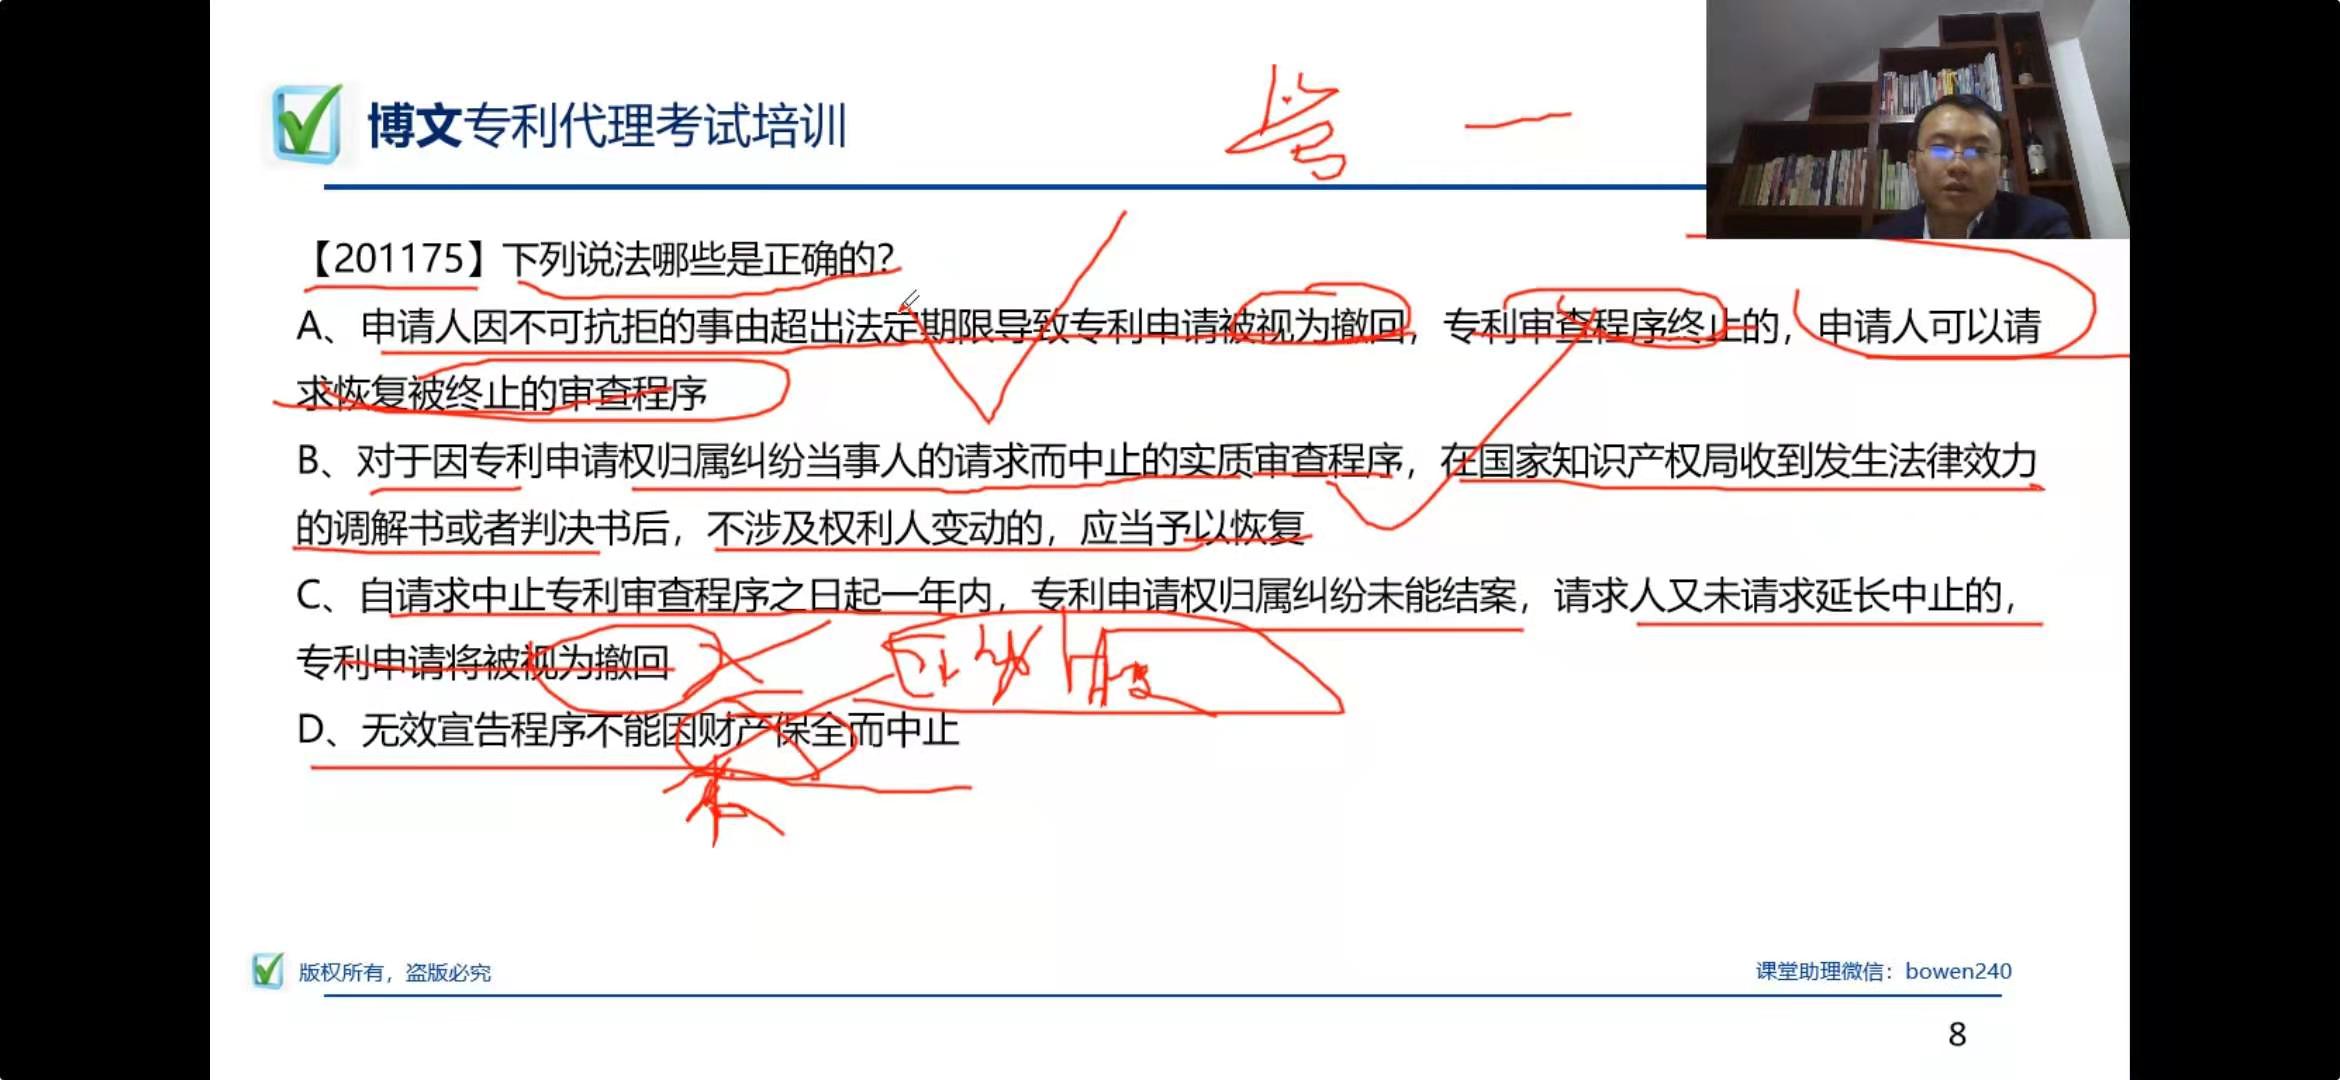 博文专利代理考试培训
【201175】下列说法哪些是正确的?
A、申请人因不可抗拒的事由超出法定期限导致专利申请被视为撤回，专利审查程序终止的，申请人可以请
求恢复被终止的审查程序
B、对于因专利申请权归属纠纷当事人的请求而中止的实质审查程序，在国家知识产权局收到发生法律效力
的调解书或者判决书后，不涉及权利人变动的，应当予以恢复
C、自请求中止专利审查程序之日起一年内，专利申请权归属纠纷未能结案，请求人又未请求延长中止的，
专利申请将被视为撤回
D、无效宣告程序不能因财产保全而中止
版权所有，盗版必究
课堂助理微信：bowen240
8